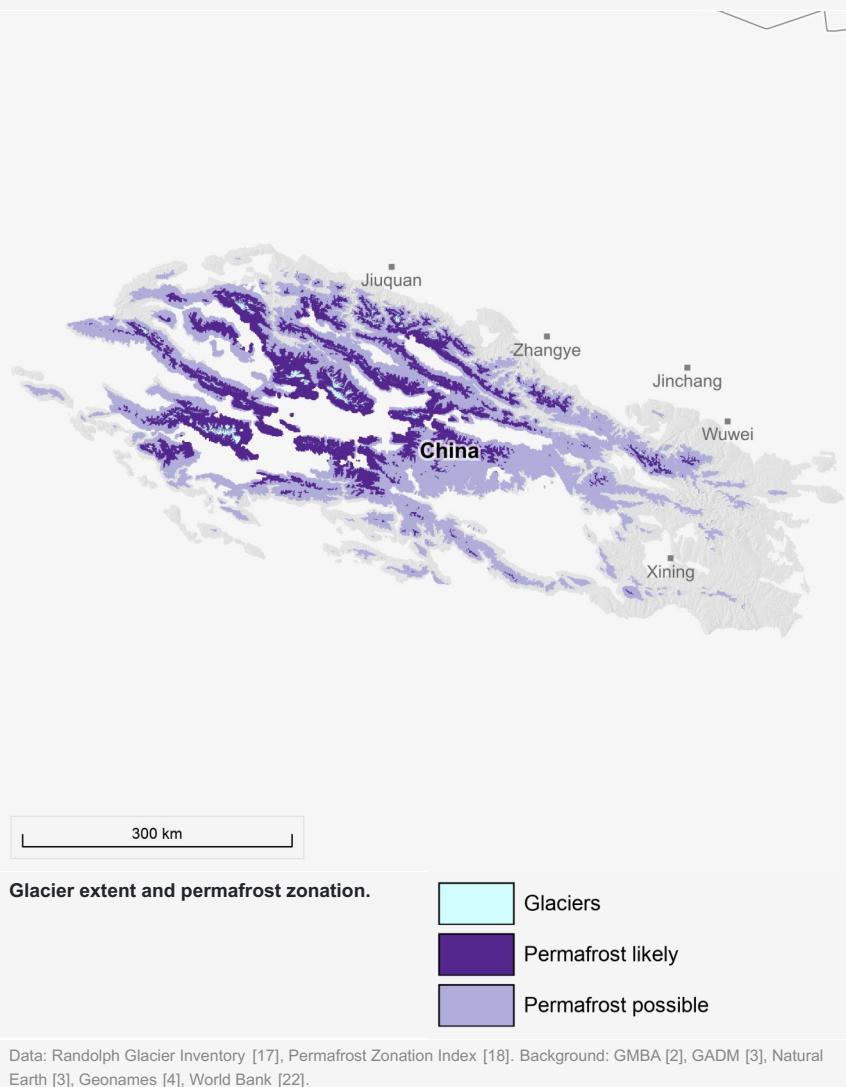 Jiuquan
Zhangye
Jinchang
Wuwei
China
Xining
300 km
Glacier extent and permafrost zonation.
Glaciers
Permafrost likely
Permafrost possible
Data: Randolph Glacier Inventory [17], Permafrost Zonation Index [18]. Background: GMBA [2], GADM [3], Natural
Earth [3], Geonames [4], World Bank [22].